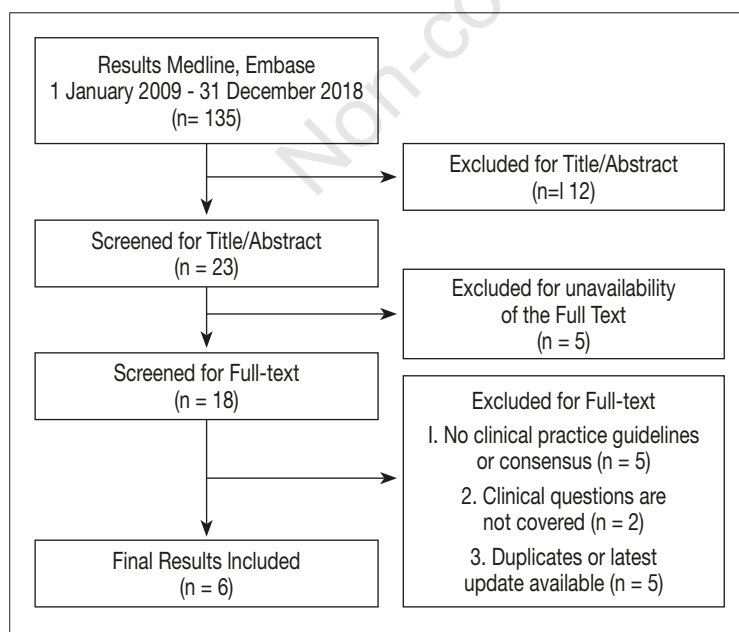 Non-co
Results Medline, Embase
1 January 2009 - 31 December 2018
(n= 135)
Excluded for Title/Abstract
(n=l 12)
Screened for Title/Abstract
(n = 23)
Excluded for unavailability
of the Full Text
(n = 5)
Screened for Full-text
(n = 18)
Excluded for Full-text
I. No clinical practice guidelines
or consensus (n = 5)
2. Clinical questions are
not covered (n = 2)
3. Duplicates or latest
update available (n = 5)
Final Results Included
(n = 6)